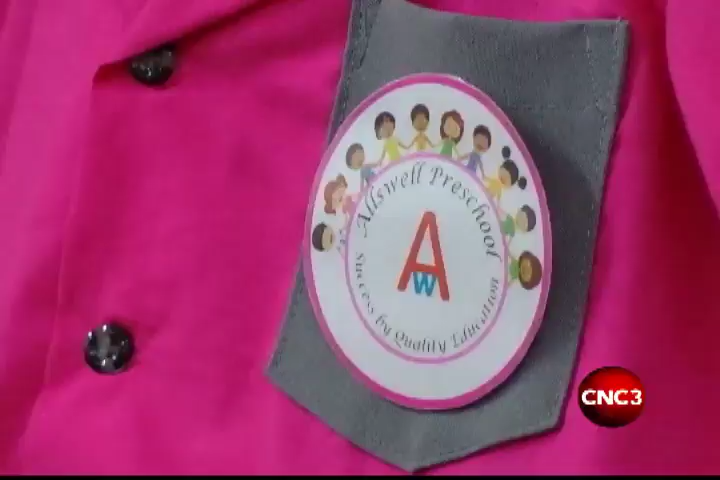 Allswell Preschool
A
W
Success by Quality Education
CNC3